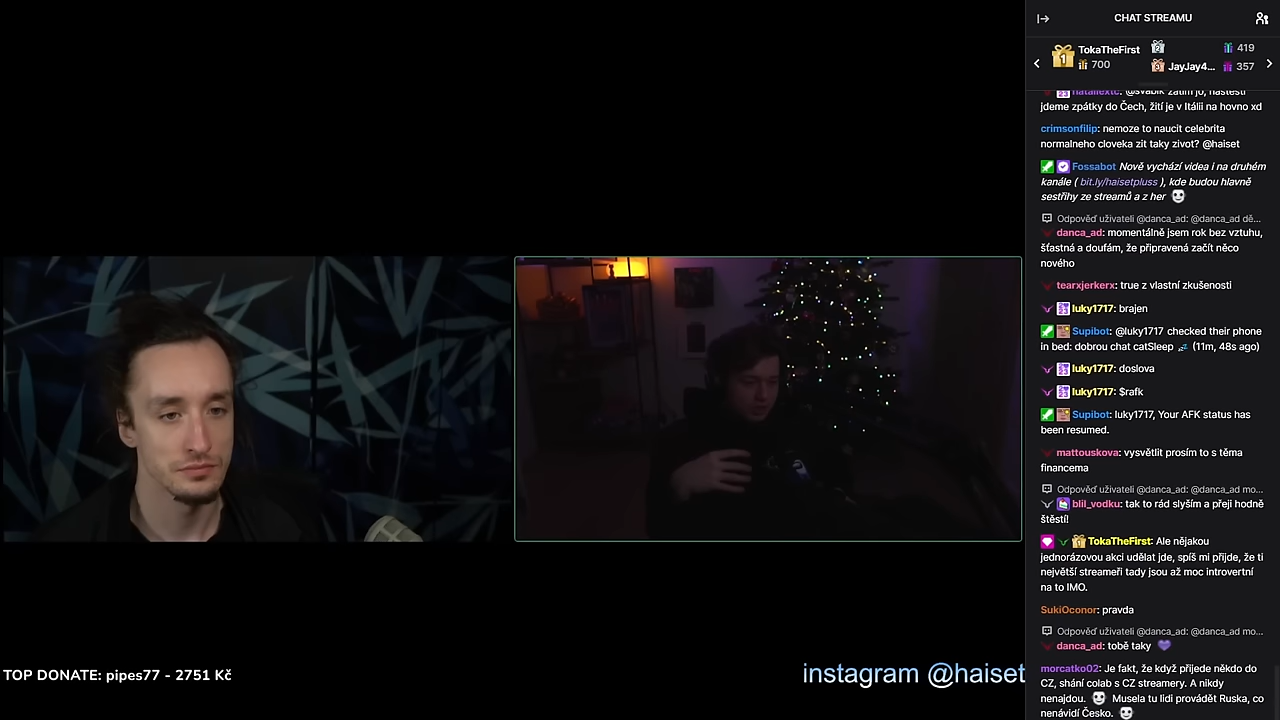 CHAT STREAMU
TokaTheFirst
700
419
JayJay4...
357
nataliextc: @svabik zatím jo, naštěstí
jdeme zpátky do Čech, žití je v Itálii na hovno xd
crimsonfilip: nemoze to naucit celebrita
normalneho cloveka zit taky zivot? @haiset
Fossabot Nově vychází videa i na druhém
kanále ( bit.ly/haisetpluss ), kde budou hlavně
sestřihy ze streamů a z her
Odpověď uživateli @danca_ad: @danca_ad dě...
danca_ad: momentálně jsem rok bez vztuhu,
šťastná a doufám, že připravená začít něco
nového
tearxjerkerx: true z vlastní zkušenosti
luky1717: brajen
Supibot: @luky1717 checked their phone
in bed: dobrou chat catSleep 💤 (11m, 48s ago)
luky1717: doslova
luky1717: $rafk
Supibot: luky1717, Your AFK status has
been resumed.
mattouskova: vysvětlit prosím to s těma
financema
Odpověď uživateli @danca_ad: @danca_ad mo...
blil_vodku: tak to rád slyším a přeji hodně
štěstí!
TokaTheFirst: Ale nějakou
jednorázovou akci udělat jde, spíš mi přijde, že ti
největší streameři tady jsou až moc introvertní
na to IMO.
SukiOconor: pravda
Odpověď uživateli @danca_ad: @danca_ad mo...
danca_ad: tobě taky 💜
morcatko02: Je fakt, že když přijede někdo do
CZ, shání colab s CZ streamery. A nikdy
nenajdou. Musela tu lidi provádět Ruska, co
nenávidí Česko.
TOP DONATE: pipes77 - 2751 Kč
instagram @haiset